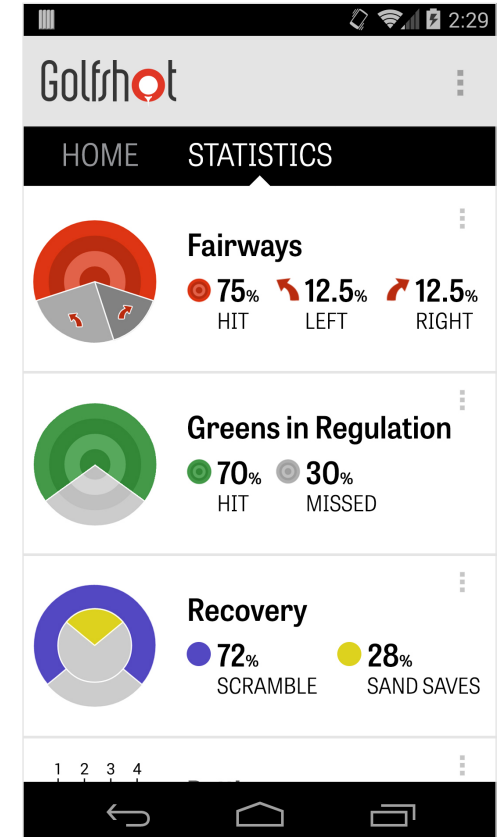 2:29
Golfshot
HOME STATISTICS
Fairways
75% 12.5% 12.5%
HIT LEFT RIGHT
Greens in Regulation
70% 30%
HIT MISSED
Recovery
72% 28%
SCRAMBLE SAND SAVES
1 2 3 4